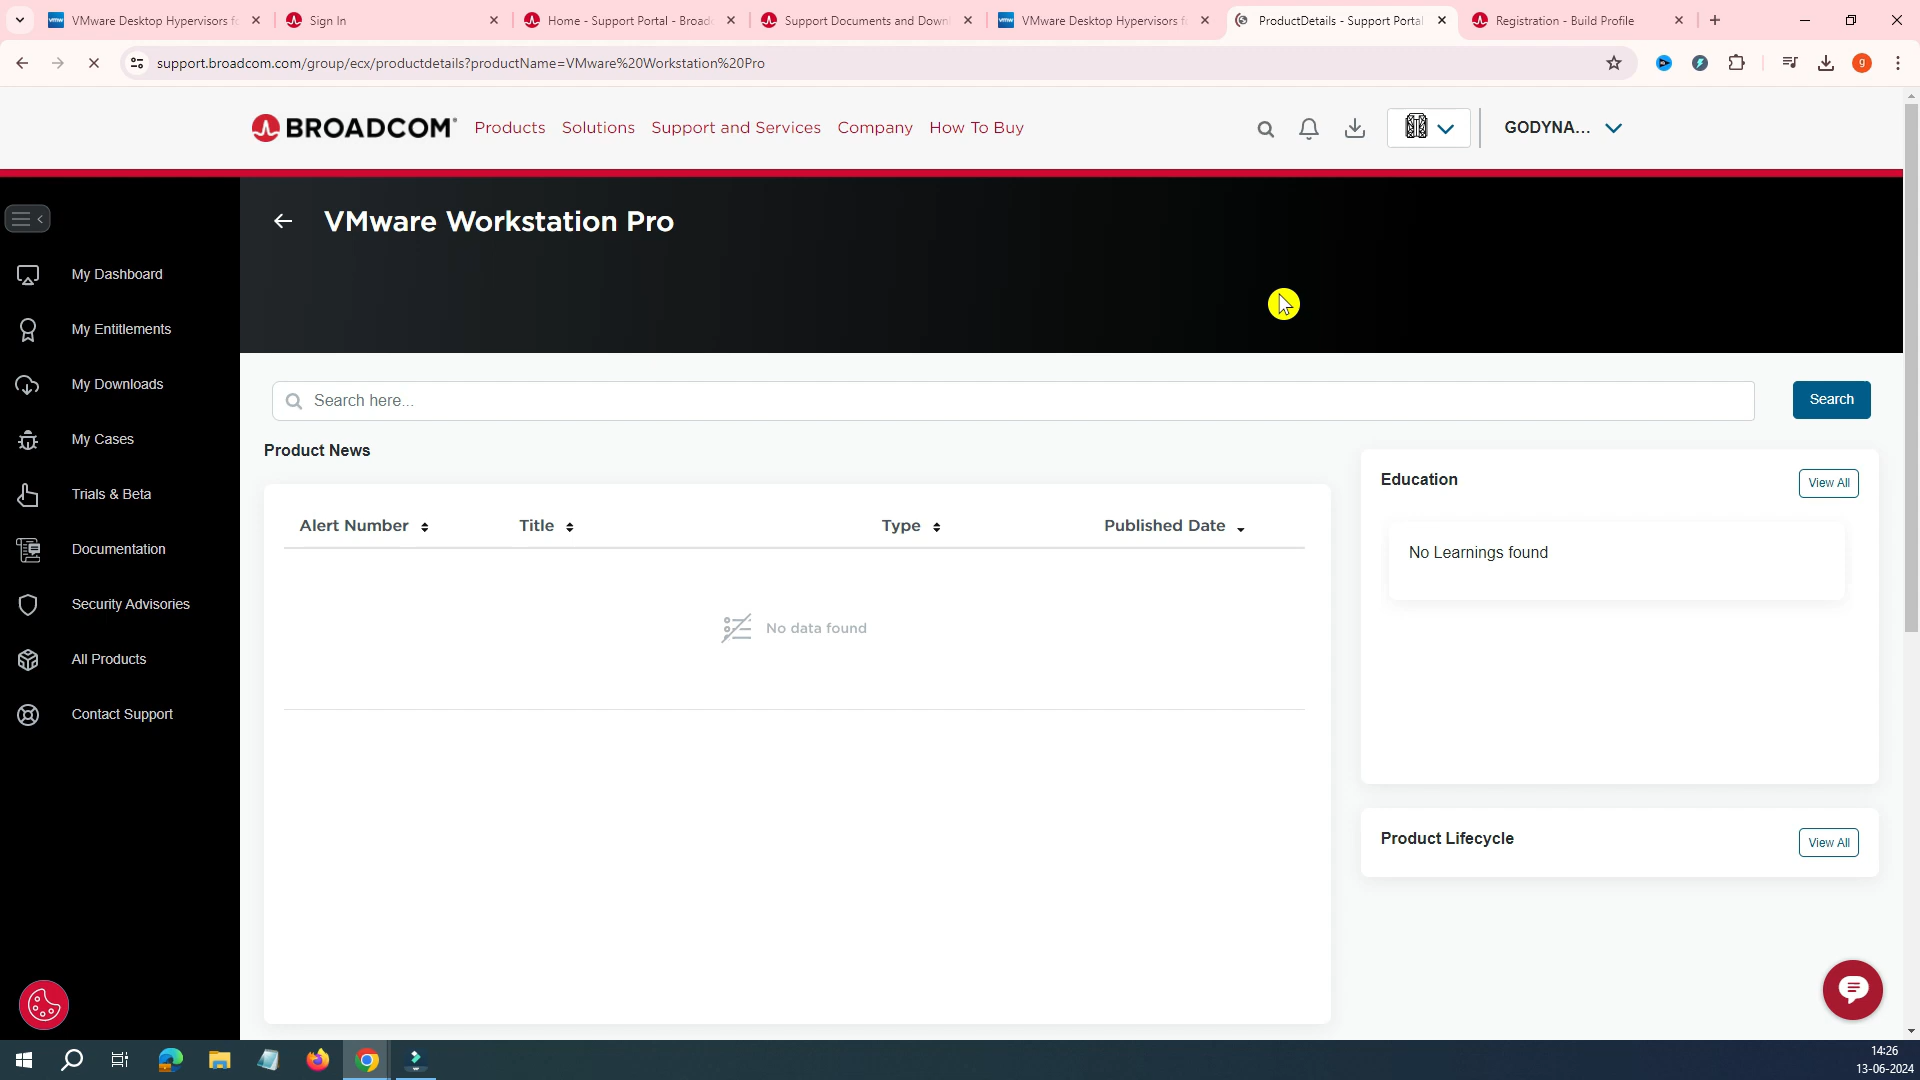 VMware Desktop Hypervisors fo
Sign In
Home - Support Portal - Broadc
Support Documents and Downl
VMware Desktop Hypervisors fo
ProductDetails - Support Portal
Registration - Build Profile
support.broadcom.com/group/ecx/productdetails?productName=VMware%20Workstation%20Pro
g
BROADCOM
Products
Solutions
Support and Services
Company
How To Buy
GODYNA...
VMware Workstation Pro
My Dashboard
My Entitlements
My Downloads
My Cases
Trials & Beta
Documentation
Security Advisories
All Products
Contact Support
Search here...
Search
Product News
Alert Number
Title
Type
Published Date
No data found
Education
View All
No Learnings found
Product Lifecycle
View All
14:26
13-06-2024